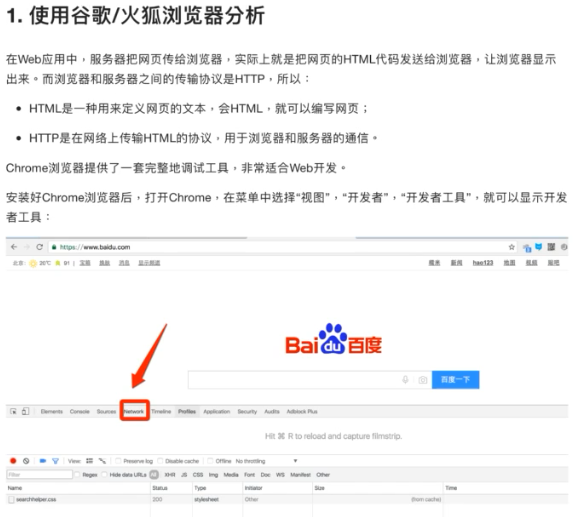 1. 使用谷歌/火狐浏览器分析
在Web应用中，服务器把网页传给浏览器，实际上就是把网页的HTML代码发送给浏览器，让浏览器显示
出来。而浏览器和服务器之间的传输协议是HTTP，所以：
HTML是一种用来定义网页的文本，会HTML，就可以编写网页；
HTTP是在网络上传输HTML的协议，用于浏览器和服务器的通信。
Chrome浏览器提供了一套完整地调试工具，非常适合Web开发。
安装好Chrome浏览器后，打开Chrome，在菜单中选择“视图”，“开发者”，“开发者工具”，就可以显示开发
者工具：
https://www.baidu.com
20°C 91 |
糯米 新闻 hao123 地图 视频 贴吧
Bai du 百度
百度一下
Elements Console Sources Network Timeline Profiles Application Security Audits Adblock Plus
Hit ⌘ R to reload and capture filmstrip.
View: Preserve log Disable cache Offline No throttling
Filter Regex Hide data URLs All XHR JS CSS Img Media Font Doc WS Manifest Other
Name Status Type Initiator Size Time
searchhelper.css 200 stylesheet Other (from cache)